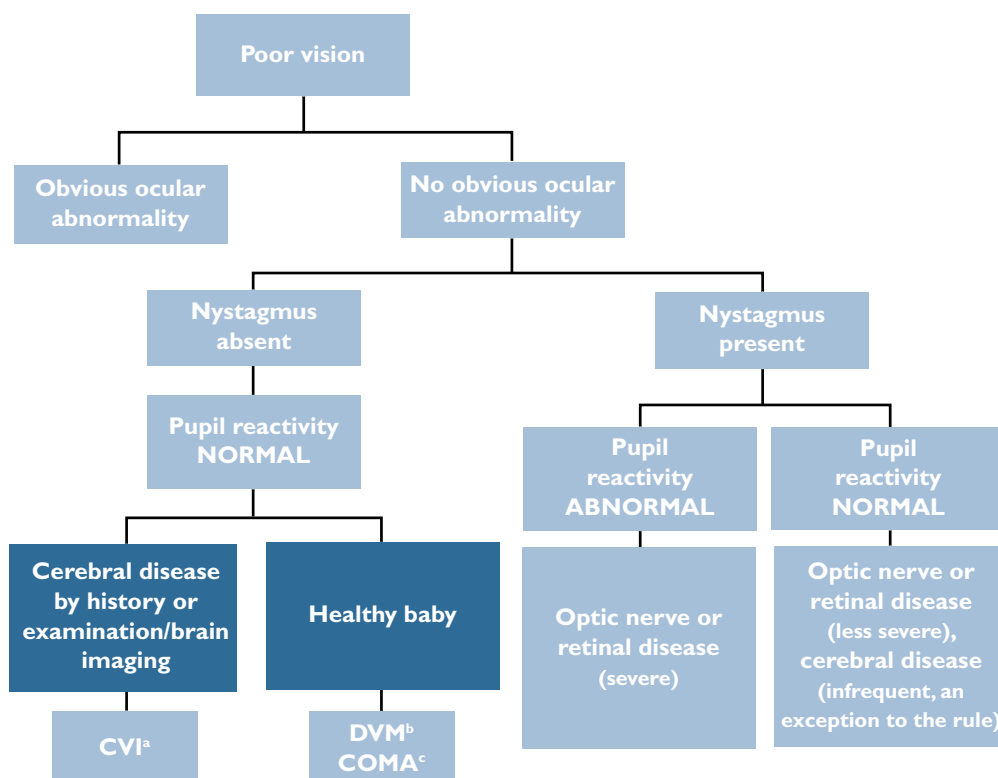 Poor vision
Obvious ocular
abnormality
No obvious ocular
abnormality
Nystagmus
absent
Nystagmus
present
Pupil reactivity
NORMAL
Pupil
reactivity
ABNORMAL
Pupil
reactivity
NORMAL
Cerebral disease
by history or
examination/brain
imaging
Healthy baby
Optic nerve or
retinal disease
(severe)
Optic nerve or
retinal disease
(less severe),
cerebral disease
(infrequent, an
exception to the rule)
CVIᵃ
DVMᵇ
COMAᶜ